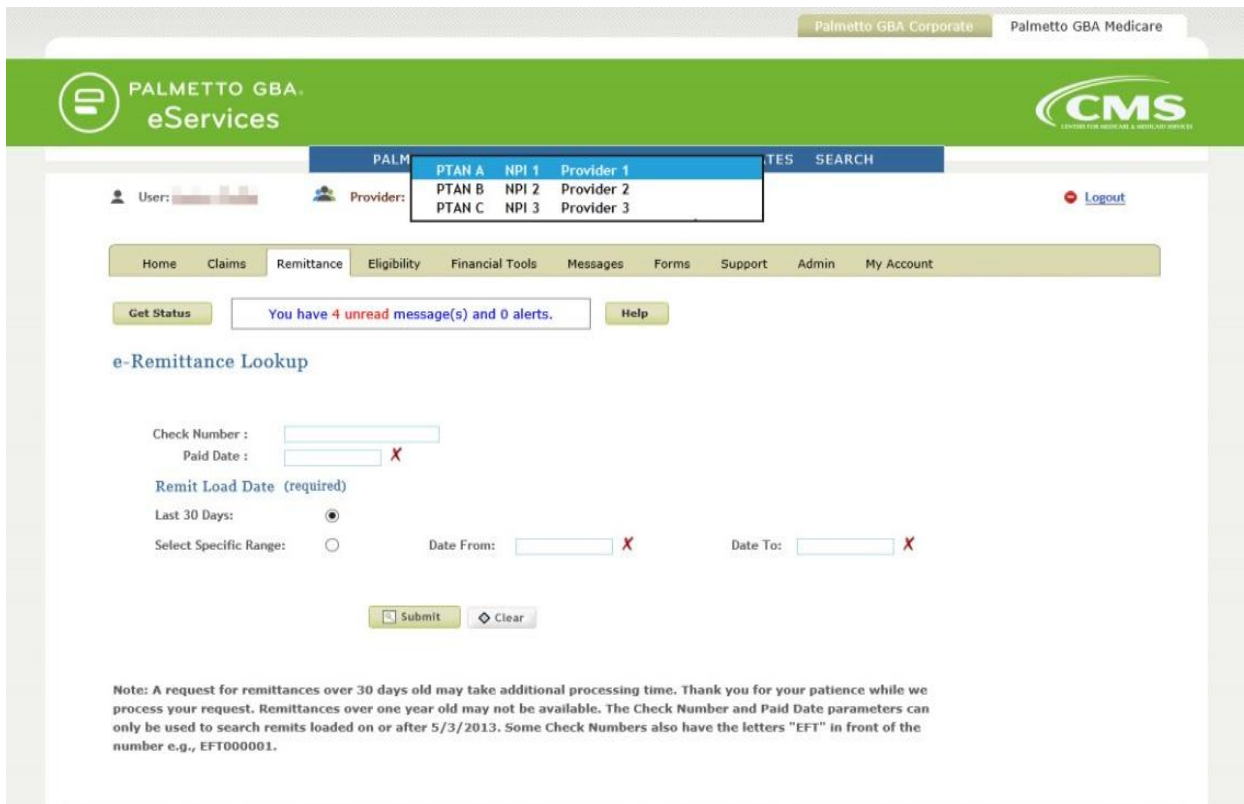 Palmetto GBA Corporate Palmetto GBA Medicare
PALMETTO GBA.
eServices
CMS
CENTERS FOR MEDICARE & MEDICAID SERVICES
PALM TES SEARCH
PTAN A NPI 1 Provider 1
PTAN B NPI 2 Provider 2
PTAN C NPI 3 Provider 3
User: Provider: Logout
Home Claims Remittance Eligibility Financial Tools Messages Forms Support Admin My Account
Get Status You have 4 unread message(s) and 0 alerts. Help
e-Remittance Lookup
Check Number :
Paid Date : X
Remit Load Date (required)
Last 30 Days:
Select Specific Range: Date From: X Date To: X
Submit Clear
Note: A request for remittances over 30 days old may take additional processing time. Thank you for your patience while we
process your request. Remittances over one year old may not be available. The Check Number and Paid Date parameters can
only be used to search remits loaded on or after 5/3/2013. Some Check Numbers also have the letters "EFT" in front of the
number e.g., EFT000001.